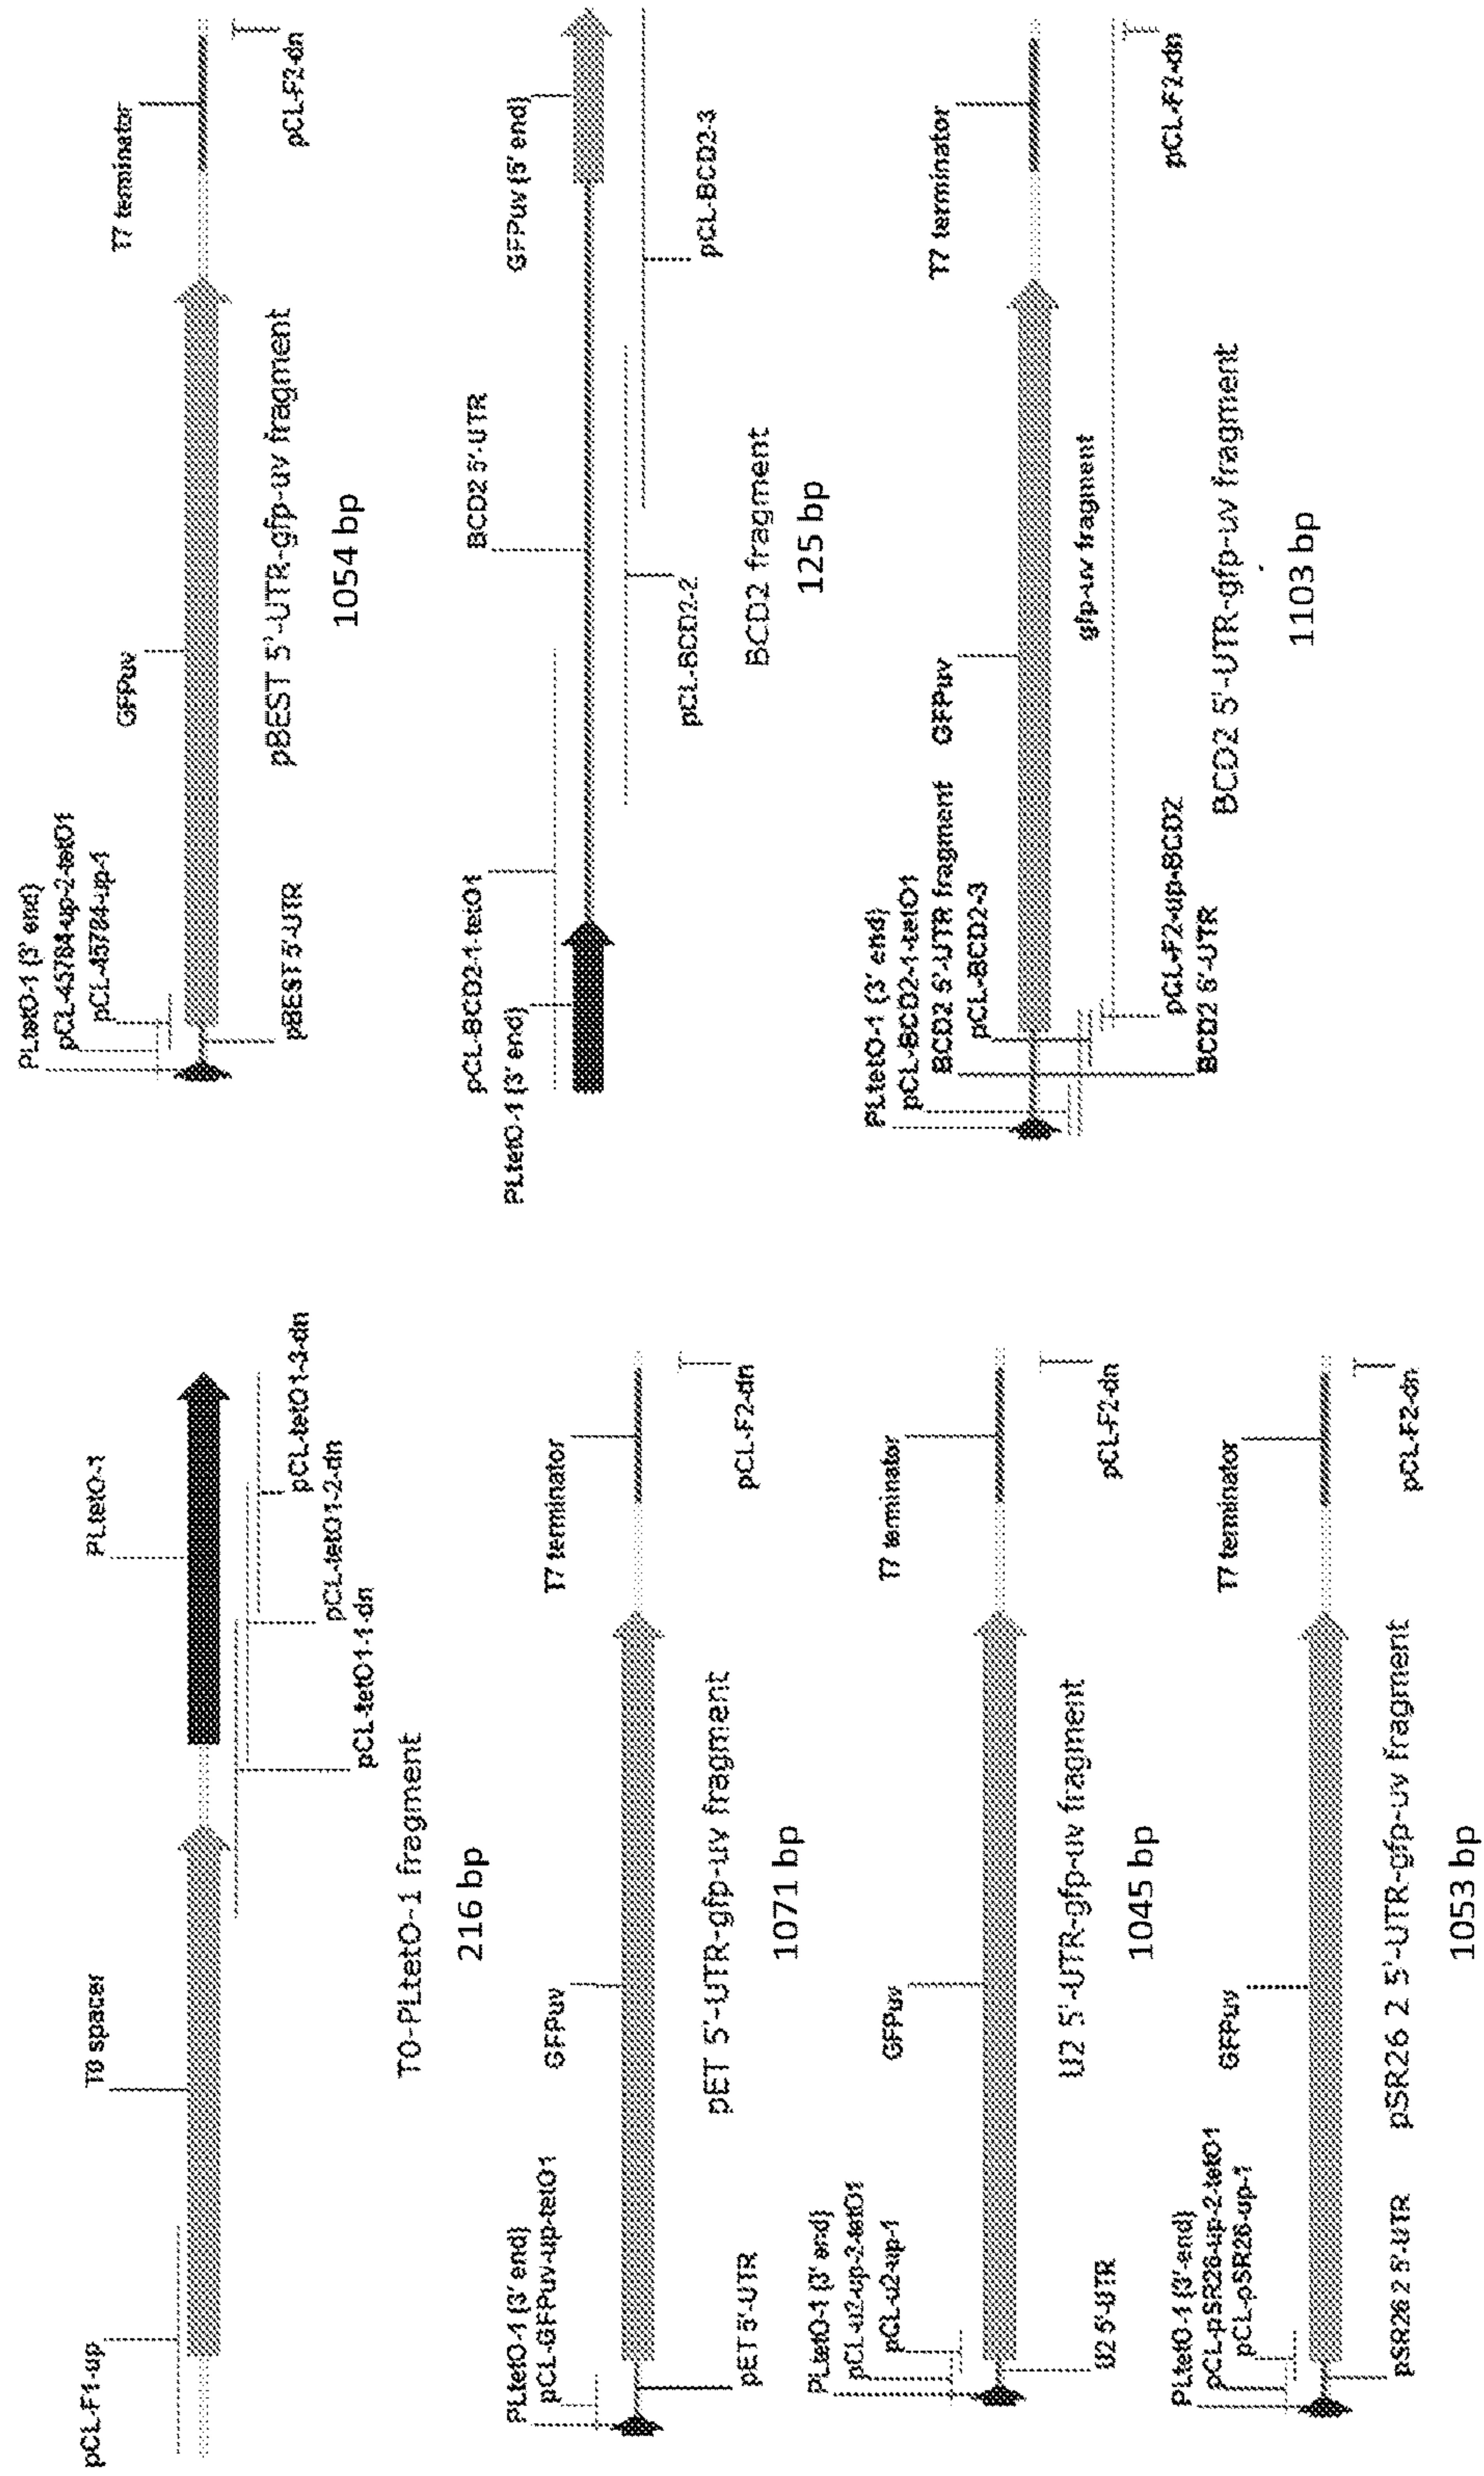 pCL-F1-up
T0 spacer
PLtetO-1
pCL-tetO1-3-dn
pCL-tetO1-2-dn
pCL-tetO1-1-dn
T0-PLtetO-1 fragment
216 bp
PLtetO-1 (3' end)
pCL-GFPuv-up-tetO1
GFPuv
T7 terminator
pET 5'-UTR
pCL-F2-dn
pET 5'-UTR-gfp-uv fragment
1071 bp
PLtetO-1 (3' end)
pCL-u2-up-2-tetO1
pCL-u2-up-1
GFPuv
T7 terminator
U2 5'-UTR
pCL-F2-dn
U2 5'-UTR-gfp-uv fragment
1045 bp
PLtetO-1 (3'-end)
pCL-pSR26-up-2-tetO1
pCL-pSR26-up-1
GFPuv
T7 terminator
pSR26 2 5'-UTR
pCL-F2-dn
pSR26 2 5'-UTR-gfp-uv fragment
1053 bp
PLtetO-1 (3' end)
pCL-45784-up-2-tetO1
pCL-45784-up-1
GFPuv
T7 terminator
pBEST 5'-UTR
pCL-F2-dn
pBEST 5'-UTR-gfp-uv fragment
1054 bp
pCL-BCD2-1-tetO1
PLtetO-1 (3' end)
BCD2 5'-UTR
GFPuv (5' end)
pCL-BCD2-2
pCL-BCD2-3
BCD2 fragment
125 bp
PLtetO-1 (3' end)
pCL-BCD2-1-tetO1
BCD2 5'-UTR fragment
pCL-BCD2-3
GFPuv
T7 terminator
gfp-uv fragment
pCL-F2-up-BCD2
BCD2 5'-UTR
pCL-F2-dn
BCD2 5'-UTR-gfp-uv fragment
1103 bp